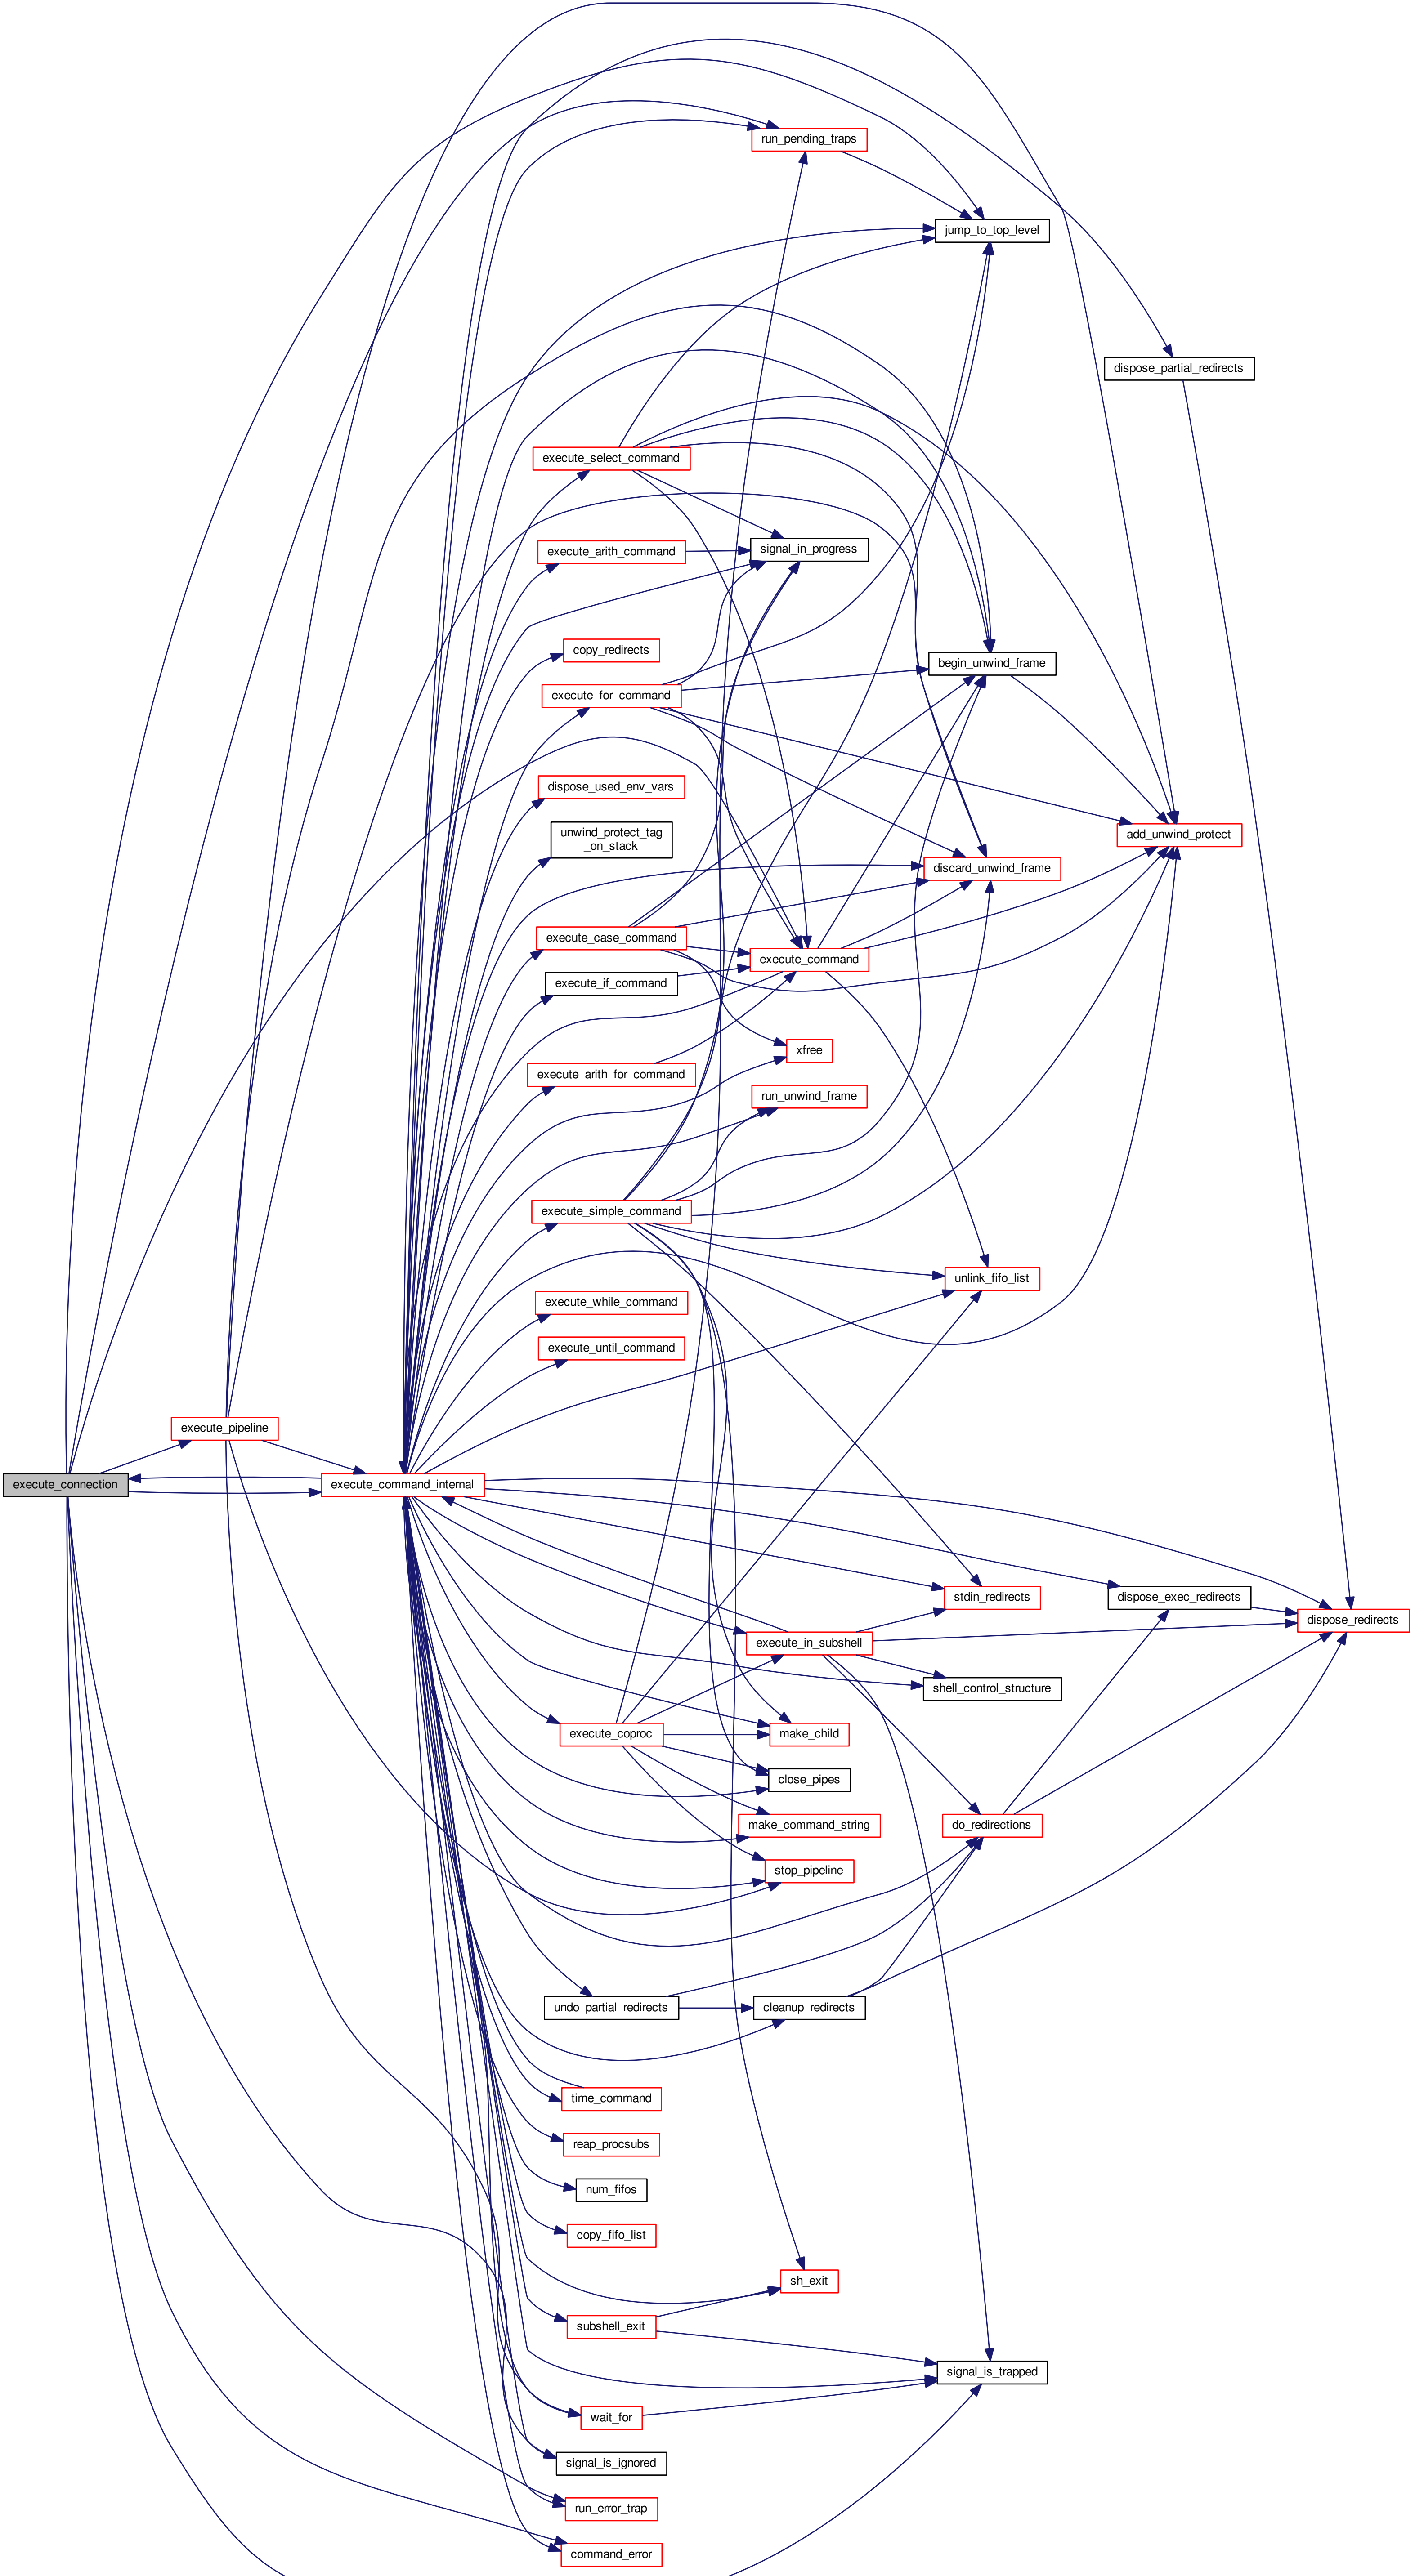 run_pending_traps
jump_to_top_level
dispose_partial_redirects
execute_select_command
signal_in_progress
execute_arith_command
copy_redirects
begin_unwind_frame
execute_for_command
dispose_used_env_vars
unwind_protect_tag
_on_stack
add_unwind_protect
discard_unwind_frame
execute_case_command
execute_command
execute_if_command
xfree
execute_arith_for_command
run_unwind_frame
execute_simple_command
unlink_fifo_list
execute_while_command
execute_until_command
execute_pipeline
execute_connection
execute_command_internal
stdin_redirects
dispose_exec_redirects
dispose_redirects
execute_in_subshell
shell_control_structure
execute_coproc
make_child
close_pipes
make_command_string
do_redirections
stop_pipeline
undo_partial_redirects
cleanup_redirects
time_command
reap_procsubs
num_fifos
copy_fifo_list
sh_exit
subshell_exit
signal_is_trapped
wait_for
signal_is_ignored
run_error_trap
command_error